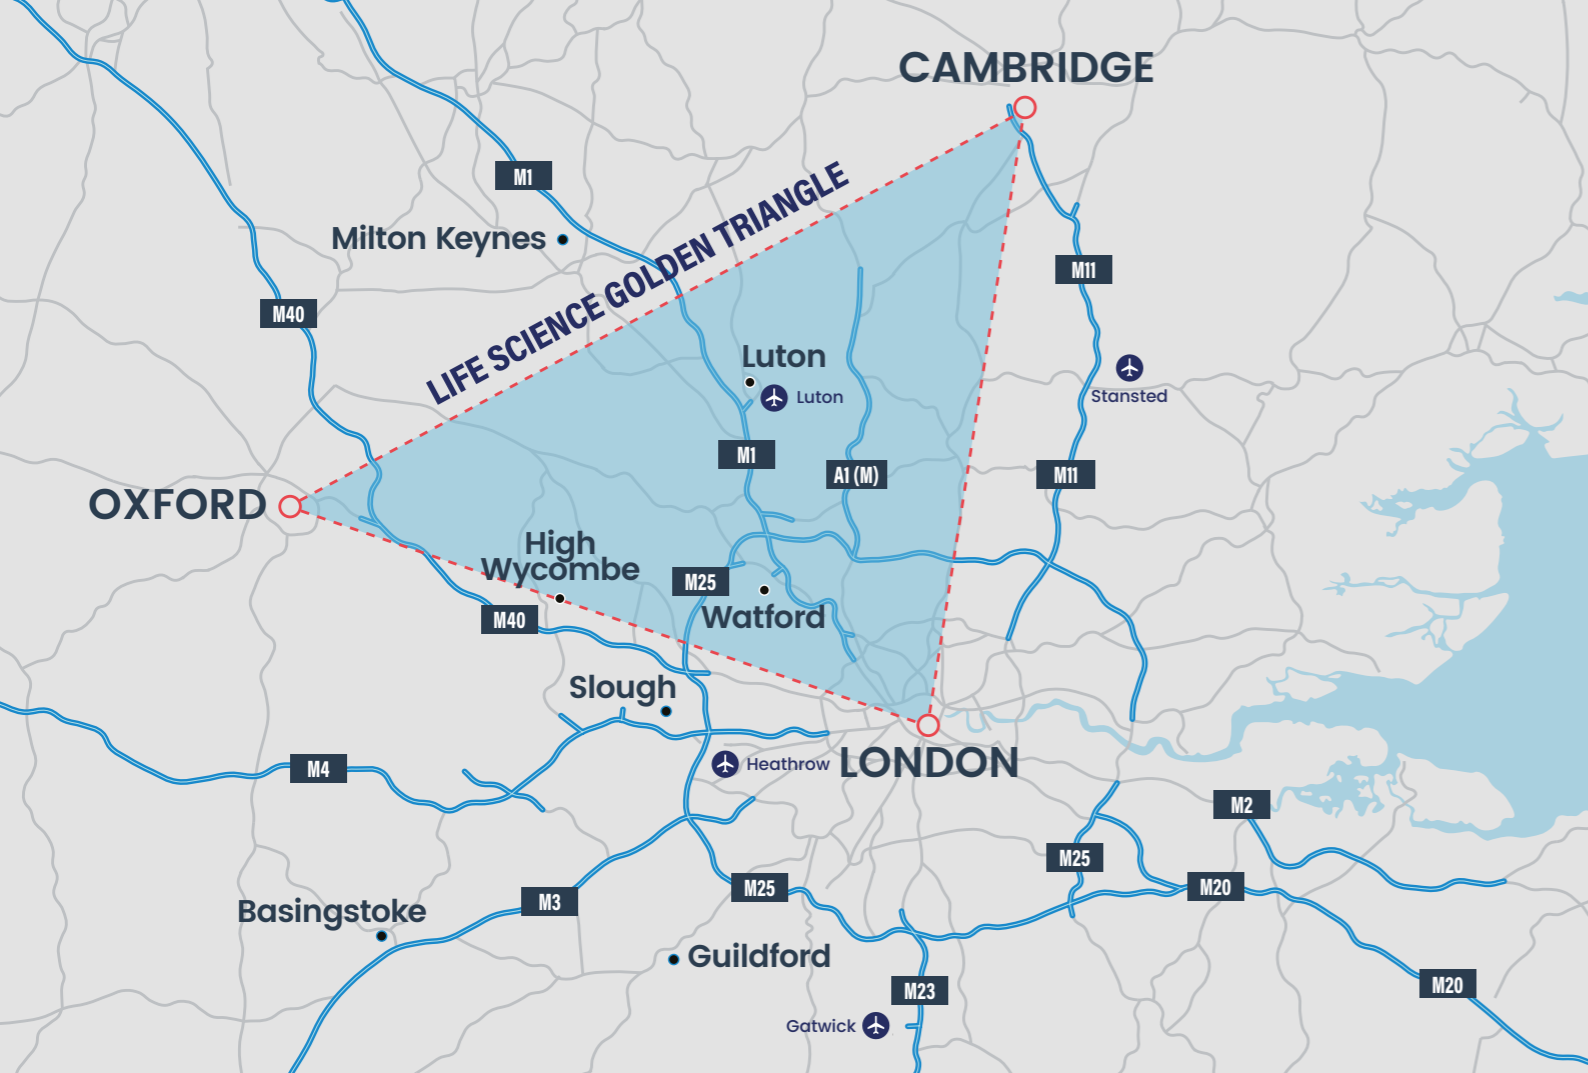 CAMBRIDGE
M1
LIFE SCIENCE GOLDEN TRIANGLE
Milton Keynes
M11
M40
Luton
Luton
Stansted
M1
A1 (M)
M11
OXFORD
High
Wycombe
M25
M40
Watford
Slough
Heathrow
LONDON
M4
M2
M25
M25
M20
M3
Basingstoke
Guildford
M23
M20
Gatwick